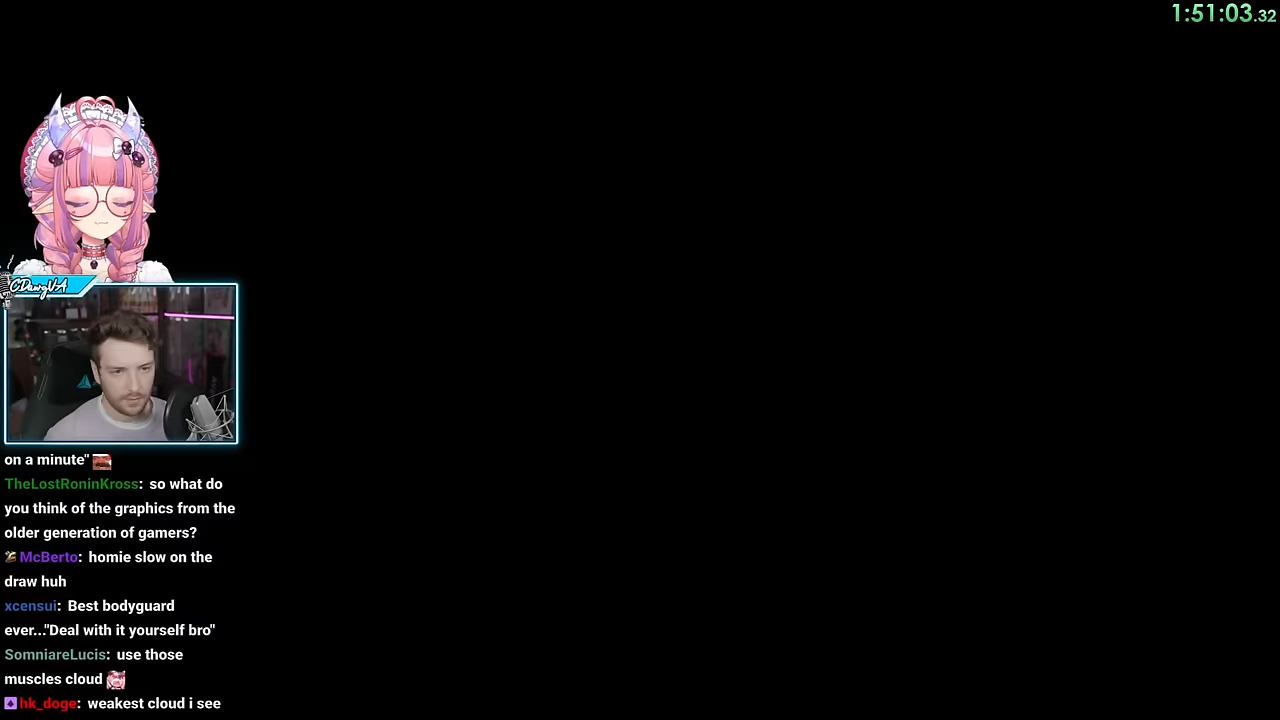 1:51:03.32
CDawgVA
on a minute"
TheLostRoninKross: so what do
you think of the graphics from the
older generation of gamers?
McBerto: homie slow on the
draw huh
xcensui: Best bodyguard
ever..."Deal with it yourself bro"
SomniareLucis: use those
muscles cloud
hk_doge: weakest cloud i see